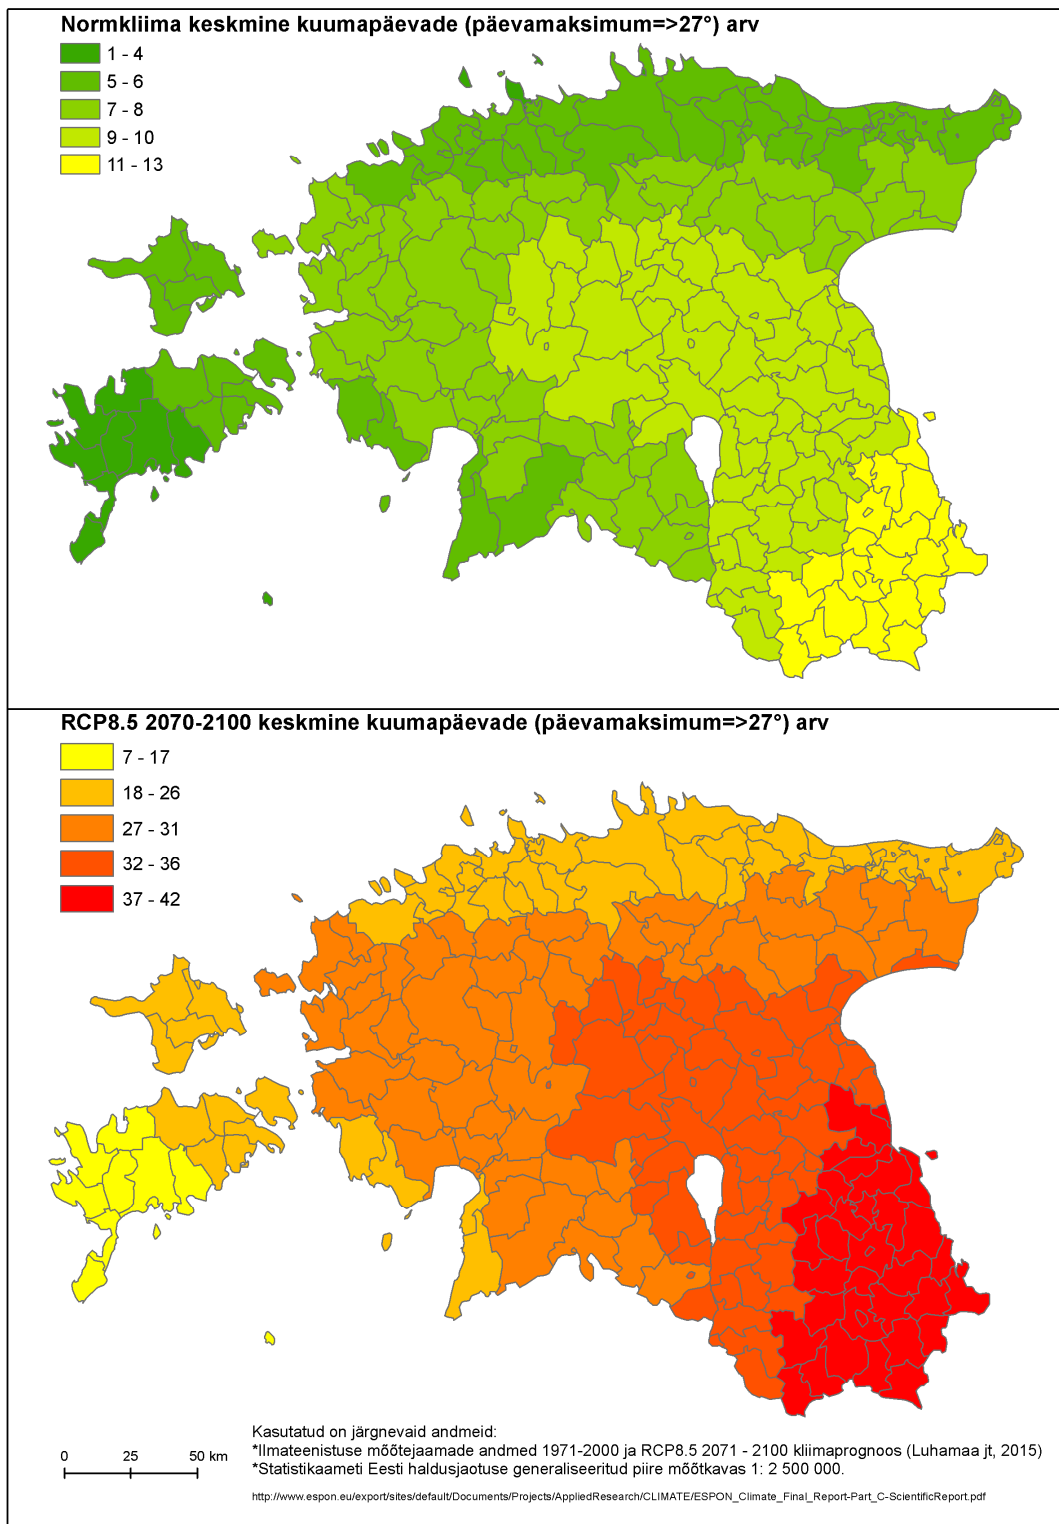 Normkliima keskmine kuumapäevade (päevamaksimum=>27°) arv
1 - 4
5 - 6
7 - 8
9 - 10
11 - 13
RCP8.5 2070-2100 keskmine kuumapäevade (päevamaksimum=>27°) arv
7 - 17
18 - 26
27 - 31
32 - 36
37 - 42
Kasutatud on järgnevaid andmeid:
*Ilmateenistuse mõõtejaamade andmed 1971-2000 ja RCP8.5 2071 - 2100 kliimaprognoos (Luhamaa jt, 2015)
*Statistikaameti Eesti haldusjaotuse generaliseeritud piire mõõtkavas 1: 2 500 000.
0 25 50 km
http://www.espon.eu/export/sites/default/Documents/Projects/AppliedResearch/CLIMATE/ESPON_Climate_Final_Report-Part_C-ScientificReport.pdf